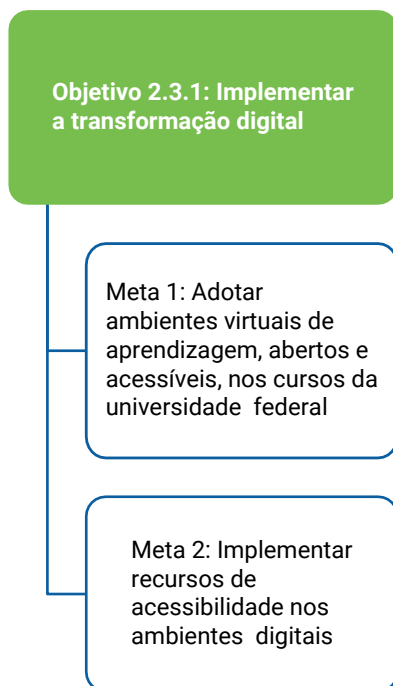 Objetivo 2.3.1: Implementar
a transformação digital
Meta 1: Adotar
ambientes virtuais de
aprendizagem, abertos e
acessíveis, nos cursos da
universidade federal
Meta 2: Implementar
recursos de
acessibilidade nos
ambientes digitais